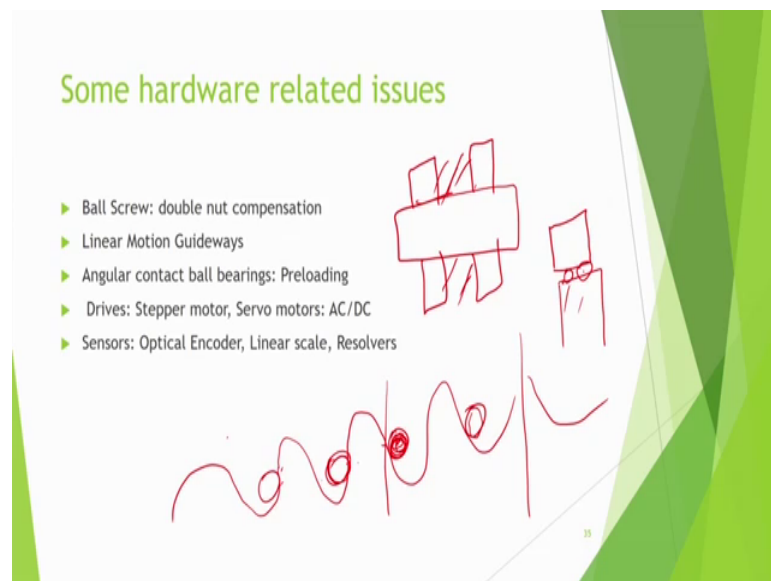 Some hardware related issues
Ball Screw: double nut compensation
Linear Motion Guideways
Angular contact ball bearings: Preloading
Drives: Stepper motor, Servo motors: AC/DC
Sensors: Optical Encoder, Linear scale, Resolvers
35